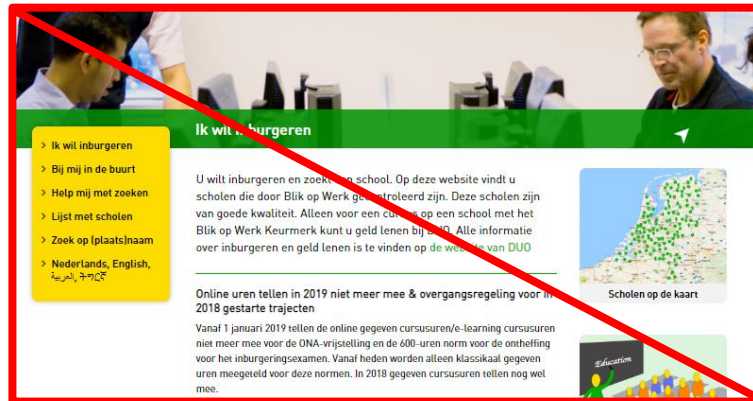 Ik wil inburgeren
> Ik wil inburgeren
> Bij mij in de buurt
> Help mij met zoeken
> Lijst met scholen
> Zoek op (plaats)naam
> Nederlands, English,
العربية, ትግርኛ
U wilt inburgeren en zoekt een school. Op deze website vindt u
scholen die door Blik op Werk gecontroleerd zijn. Deze scholen zijn
van goede kwaliteit. Alleen voor een cursus op een school met het
Blik op Werk Keurmerk kunt u geld lenen bij DUO. Alle informatie
over inburgeren en geld lenen is te vinden op de website van DUO
Scholen op de kaart
Online uren tellen in 2019 niet meer mee & overgangsregeling voor in
2018 gestarte trajecten
Vanaf 1 januari 2019 tellen de online gegeven cursusuren/e-learning cursusuren
niet meer mee voor de ONA-vrijstelling en de 600-uren norm voor de ontheffing
voor het inburgeringsexamen. Vanaf heden worden alleen klassikaal gegeven
uren meegeteld voor deze normen. In 2018 gegeven cursusuren tellen nog wel
mee.
Education